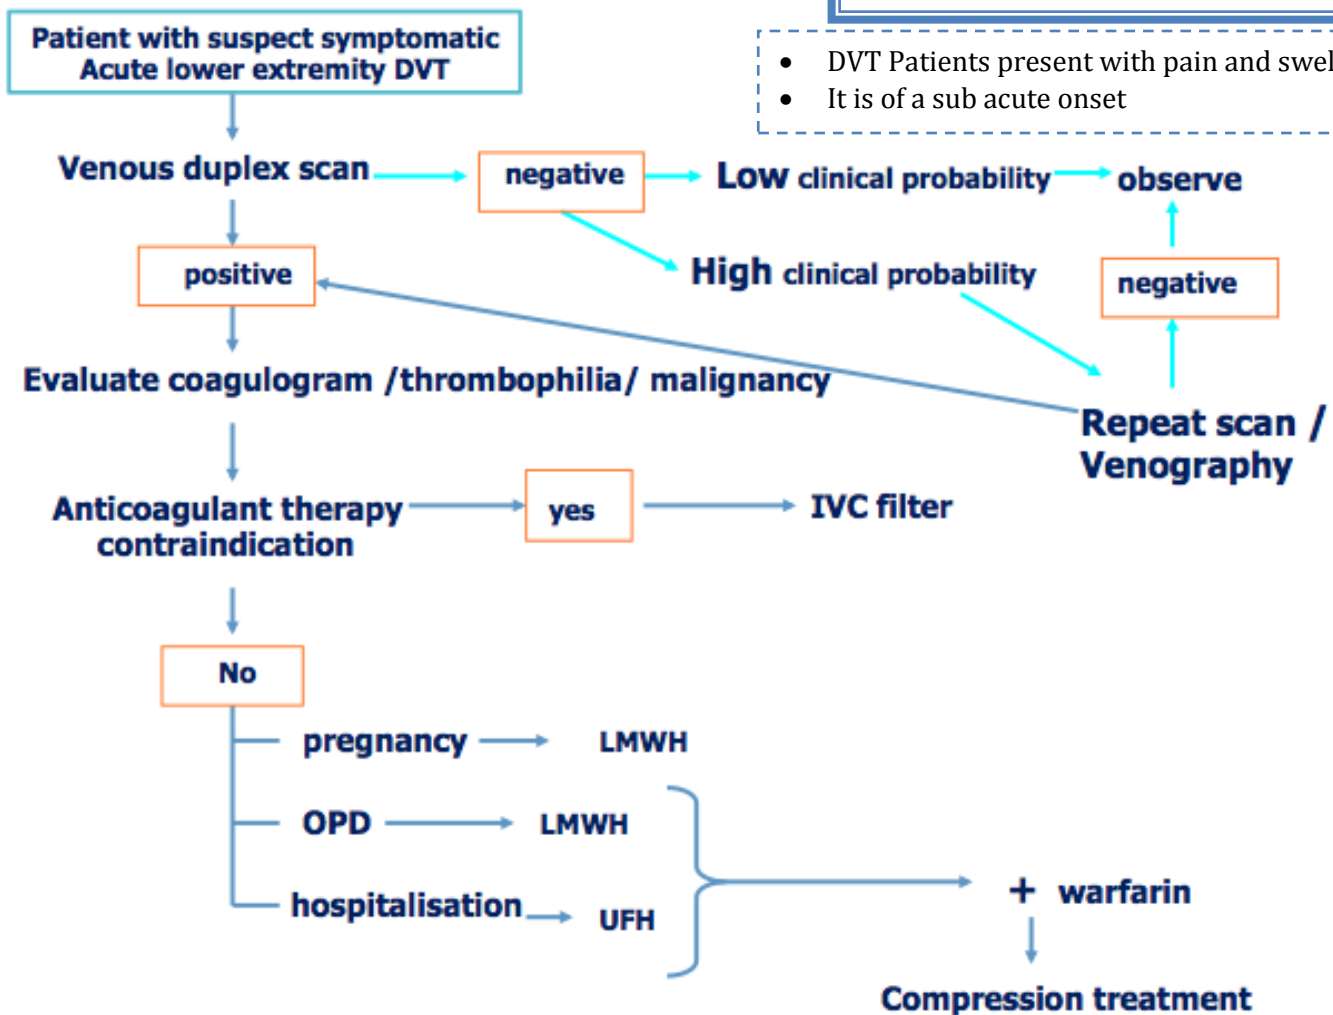 Patient with suspect symptomatic
Acute lower extremity DVT
• DVT Patients present with pain and swel
• It is of a sub acute onset
Venous duplex scan
negative
Low clinical probability
observe
positive
High clinical probability
negative
Evaluate coagulogram /thrombophilia/ malignancy
Repeat scan /
Venography
Anticoagulant therapy
contraindication
yes
IVC filter
No
pregnancy
LMWH
OPD
LMWH
hospitalisation
UFH
+ warfarin
Compression treatment